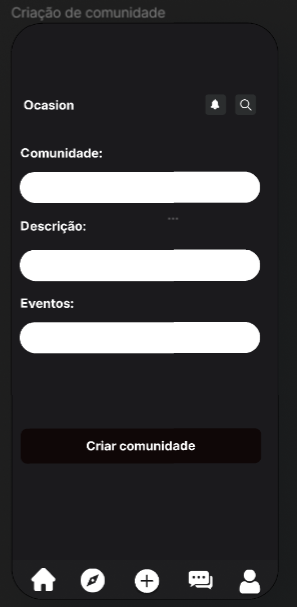 Criação de comunidade
Ocasion
Comunidade:
Descrição:
Eventos:
Criar comunidade